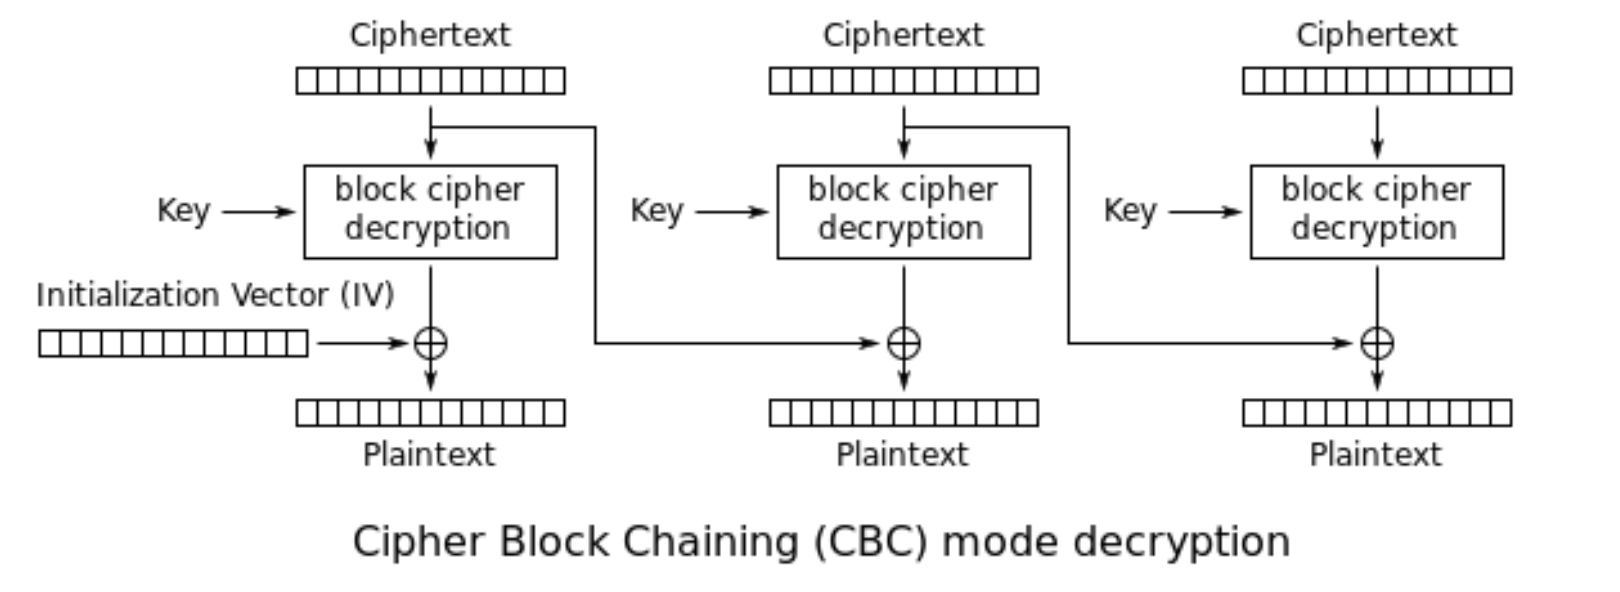 Ciphertext
Ciphertext
Ciphertext
Key
block cipher
decryption
Key
block cipher
decryption
Key
block cipher
decryption
Initialization Vector (IV)
Plaintext
Plaintext
Plaintext
Cipher Block Chaining (CBC) mode decryption